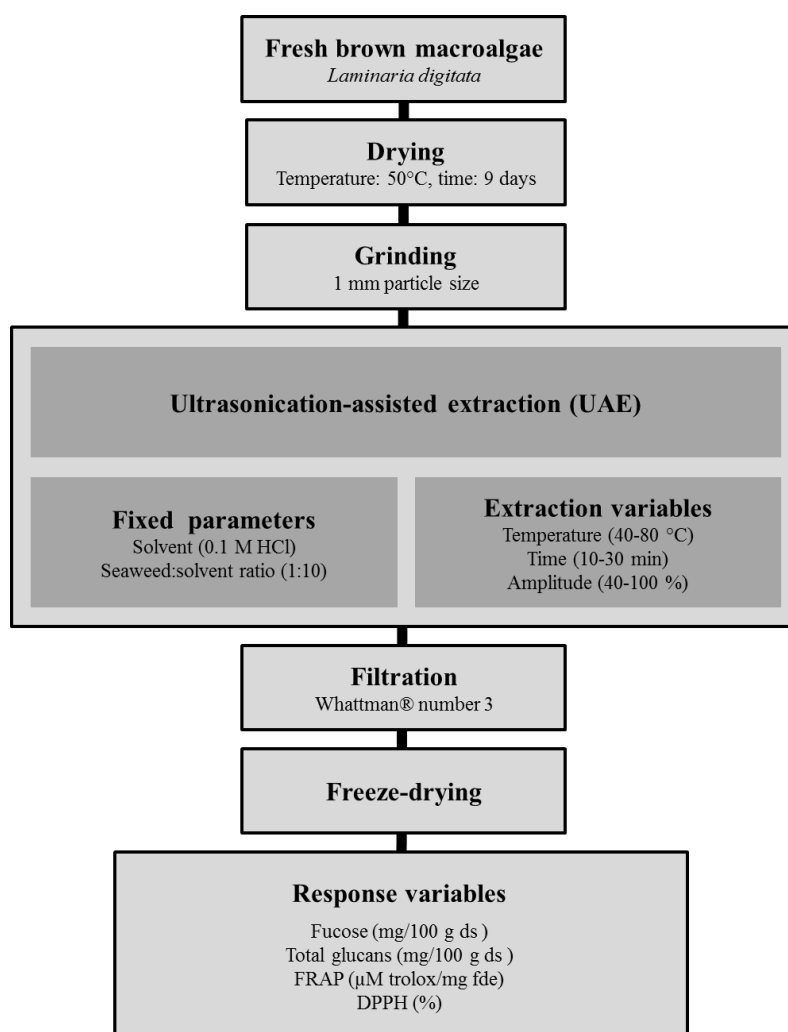 Fresh brown macroalgae
Laminaria digitata
Drying
Temperature: 50°C, time: 9 days
Grinding
1 mm particle size
Ultrasonication-assisted extraction (UAE)
Fixed parameters
Solvent (0.1 M HCl)
Seaweed:solvent ratio (1:10)
Extraction variables
Temperature (40-80 °C)
Time (10-30 min)
Amplitude (40-100 %)
Filtration
Whattman® number 3
Freeze-drying
Response variables
Fucose (mg/100 g ds )
Total glucans (mg/100 g ds )
FRAP (µM trolox/mg fde)
DPPH (%)